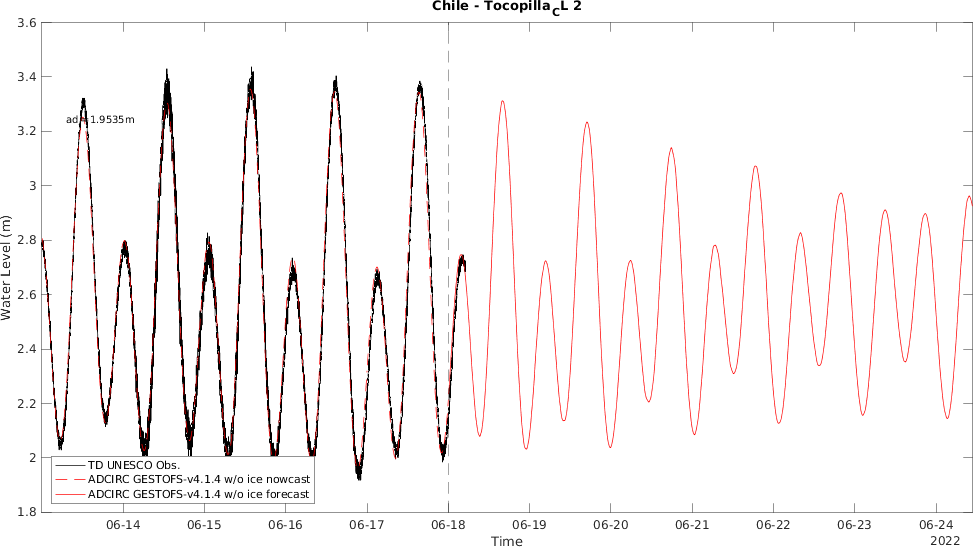 Chile - Tocopilla_CL 2
3.6
3.4
3.2
3
2.8
2.6
2.4
2.2
2
1.8
Water Level (m)
ad =1.9535m
TD UNESCO Obs.
ADCIRC GESTOFS-v4.1.4 w/o ice nowcast
ADCIRC GESTOFS-v4.1.4 w/o ice forecast
06-14 06-15 06-16 06-17 06-18 06-19 06-20 06-21 06-22 06-23 06-24
Time
2022